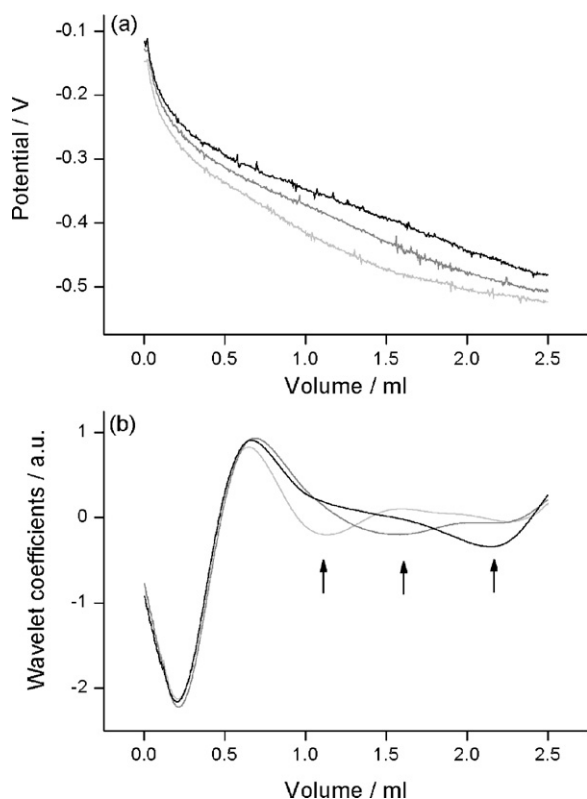 (a)
Potential / V
-0.1
-0.2
-0.3
-0.4
-0.5
0.0 0.5 1.0 1.5 2.0 2.5
Volume / ml
(b)
Wavelet coefficients / a.u.
1
0
-1
-2
0.0 0.5 1.0 1.5 2.0 2.5
Volume / ml